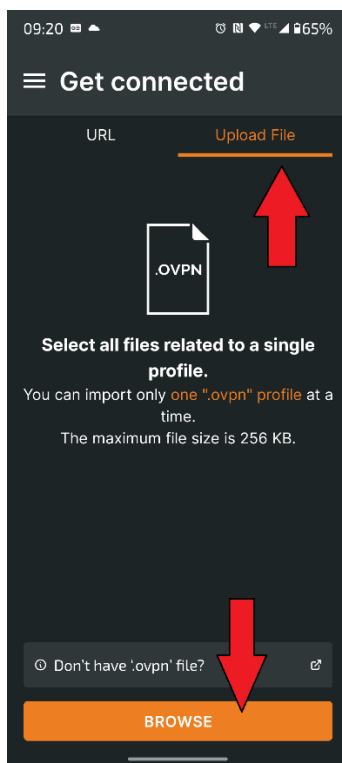 09:20 LTE 65%
Get connected
URL Upload File
.OVPN
Select all files related to a single
profile.
You can import only one ".ovpn" profile at a
time.
The maximum file size is 256 KB.
Don't have '.ovpn' file?
BROWSE